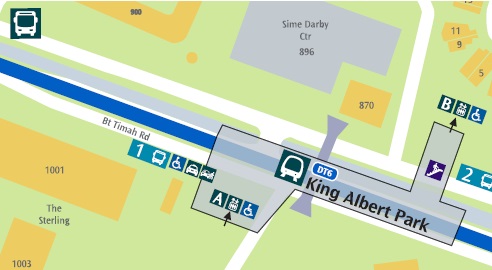 900
Sime Darby
Ctr
896
11
9
5
870
B
Bt Timah Rd
1
DT6
2
King Albert Park
1001
A
The
Sterling
1003